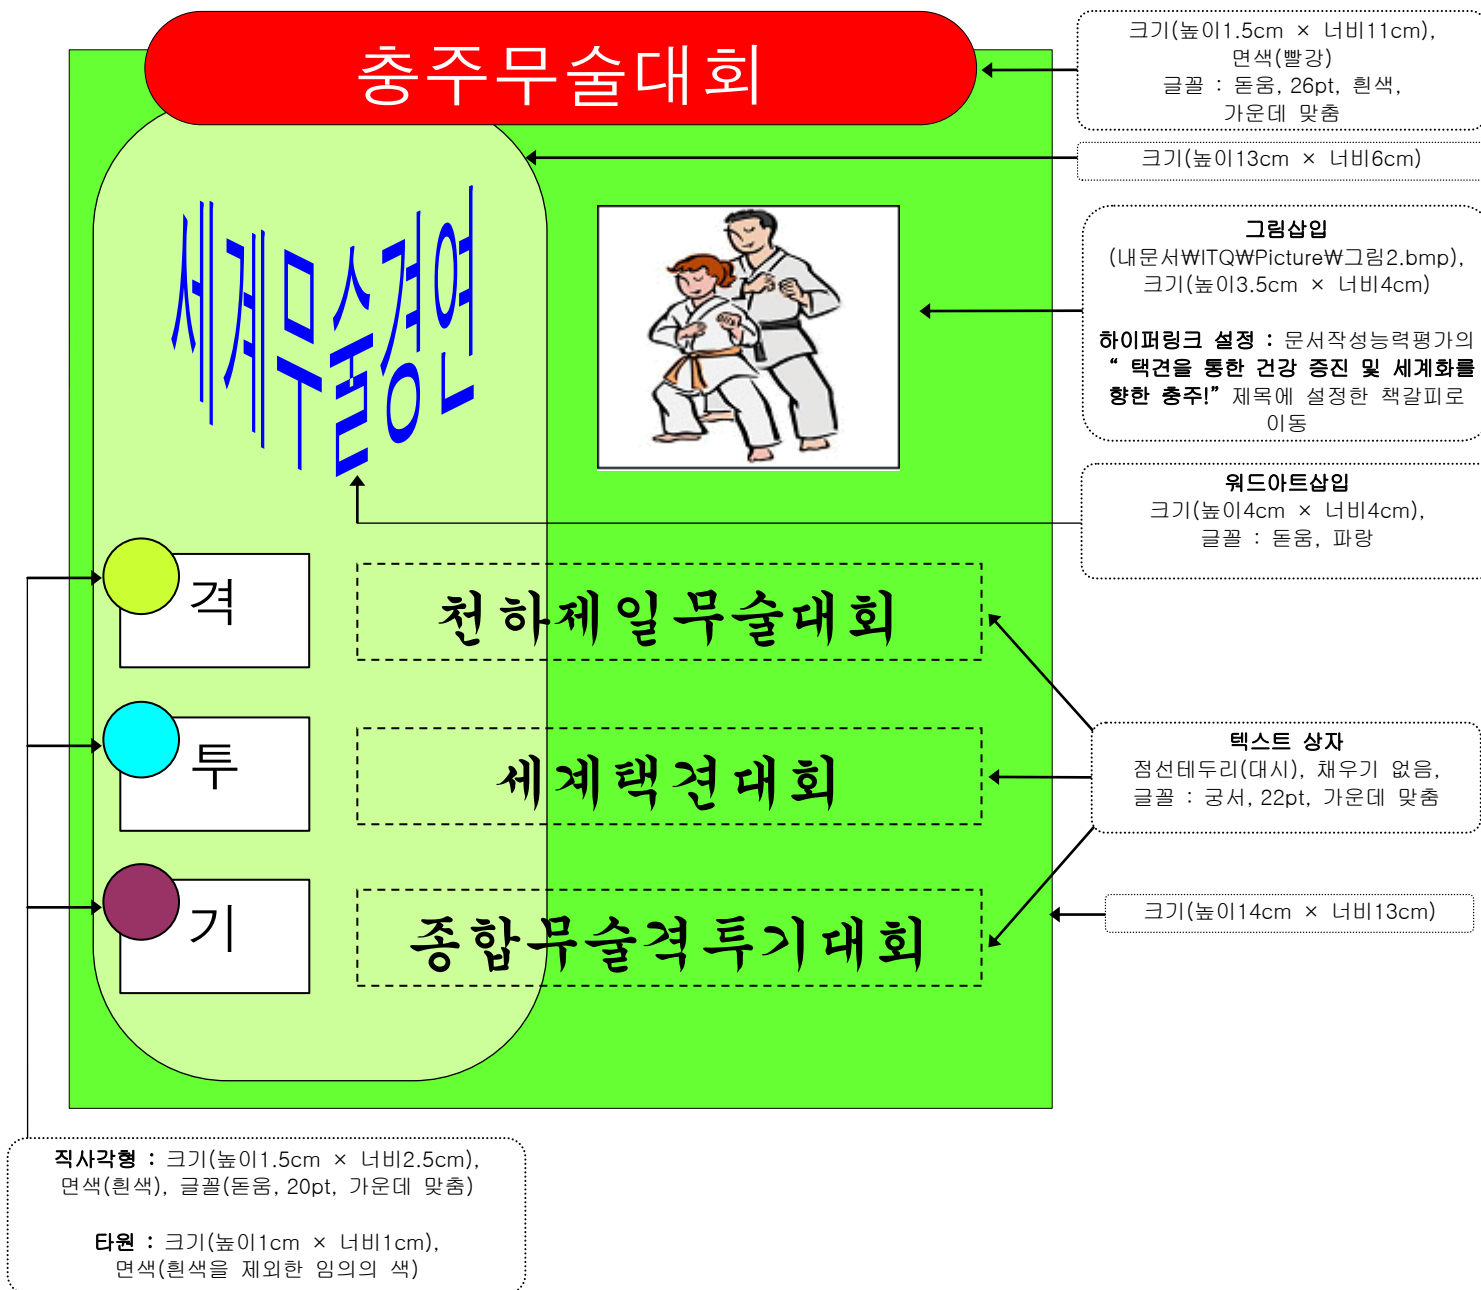 충주무술대회
크기(높이1.5cm × 너비11cm),
면색(빨강)
글꼴 : 돋움, 26pt, 흰색,
가운데 맞춤
크기(높이13cm × 너비6cm)
세계무술경연
그림삽입
(내문서₩ITQ₩Picture₩그림2.bmp),
크기(높이3.5cm × 너비4cm)
하이퍼링크 설정 : 문서작성능력평가의
“ 택견을 통한 건강 증진 및 세계화를
향한 충주!” 제목에 설정한 책갈피로
이동
워드아트삽입
크기(높이4cm × 너비4cm),
글꼴 : 돋움, 파랑
격
천하제일무술대회
투
세계택견대회
텍스트 상자
점선테두리(대시), 채우기 없음,
글꼴 : 궁서, 22pt, 가운데 맞춤
기
종합무술격투기대회
크기(높이14cm × 너비13cm)
직사각형 : 크기(높이1.5cm × 너비2.5cm),
면색(흰색), 글꼴(돋움, 20pt, 가운데 맞춤)
타원 : 크기(높이1cm × 너비1cm),
면색(흰색을 제외한 임의의 색)